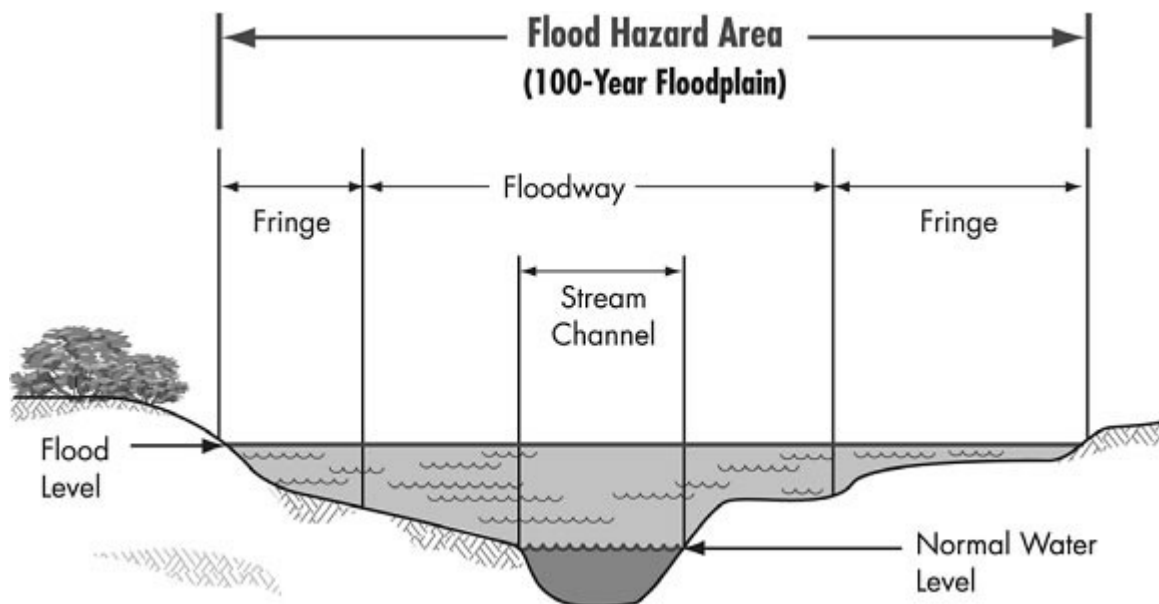 Flood Hazard Area
(100-Year Floodplain)
Floodway
Fringe
Fringe
Stream
Channel
Flood
Level
Normal Water
Level